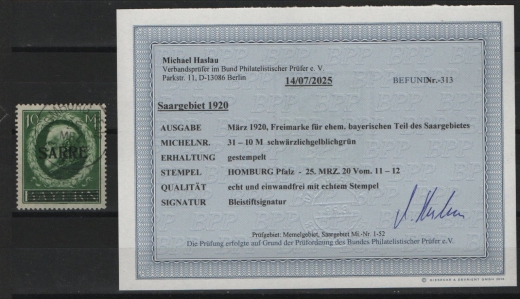 Michael Haslau
Verbandsprüfer im Bund Philatelistischer Prüfer e. V.
Parkstr. 11, D-13086 Berlin
14/07/2025
BEFUND Nr.-313
Saargebiet 1920
AUSGABE März 1920, Freimarke für ehem. bayerischen Teil des Saargebietes
MICHELNR. 31 – 10 M schwärzlichgelblichgrün
ERHALTUNG gestempelt
STEMPEL HOMBURG Pfalz - 25. MRZ. 20 Vorm. 11 – 12
QUALITÄT echt und einwandfrei mit echtem Stempel
SIGNATUR Bleistiftsignatur
Prüfgebiet: Memelgebiet, Saargebiet Mi.-Nr. 1-52
Die Prüfung erfolgte auf Grund der Prüfordnung des Bundes Philatelistischer Prüfer e.V.
10 M
SARRE
BAYERN